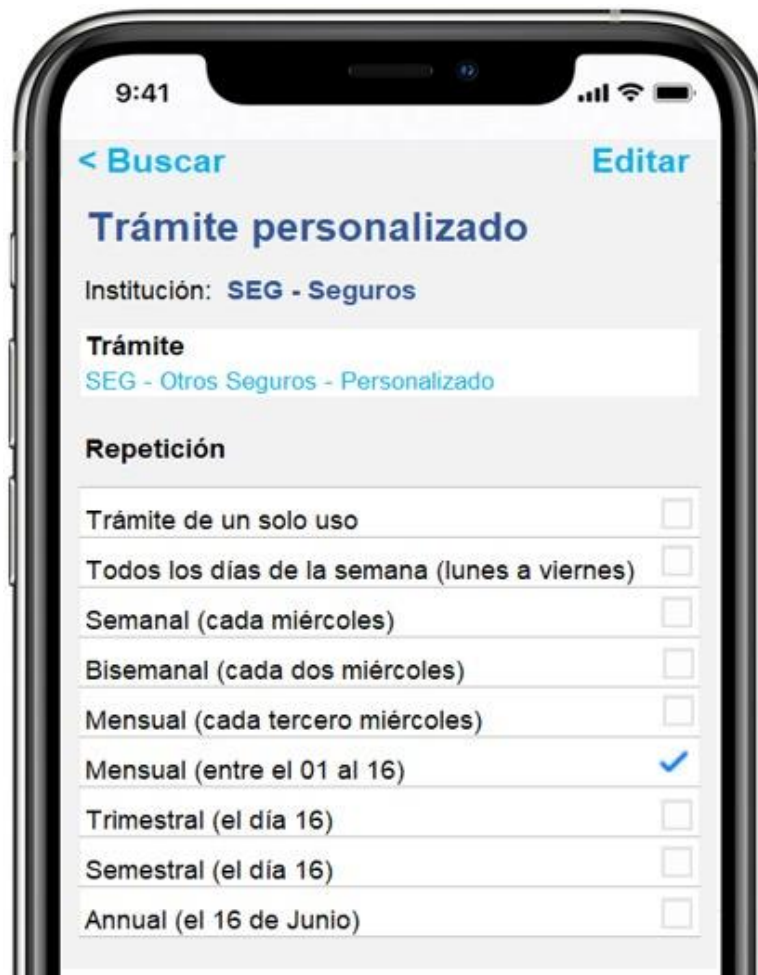 9:41
< Buscar Editar
Trámite personalizado
Institución: SEG - Seguros
Trámite
SEG - Otros Seguros - Personalizado
Repetición
Trámite de un solo uso
Todos los días de la semana (lunes a viernes)
Semanal (cada miércoles)
Bisemanal (cada dos miércoles)
Mensual (cada tercero miércoles)
Mensual (entre el 01 al 16)
Trimestral (el día 16)
Semestral (el día 16)
Annual (el 16 de Junio)